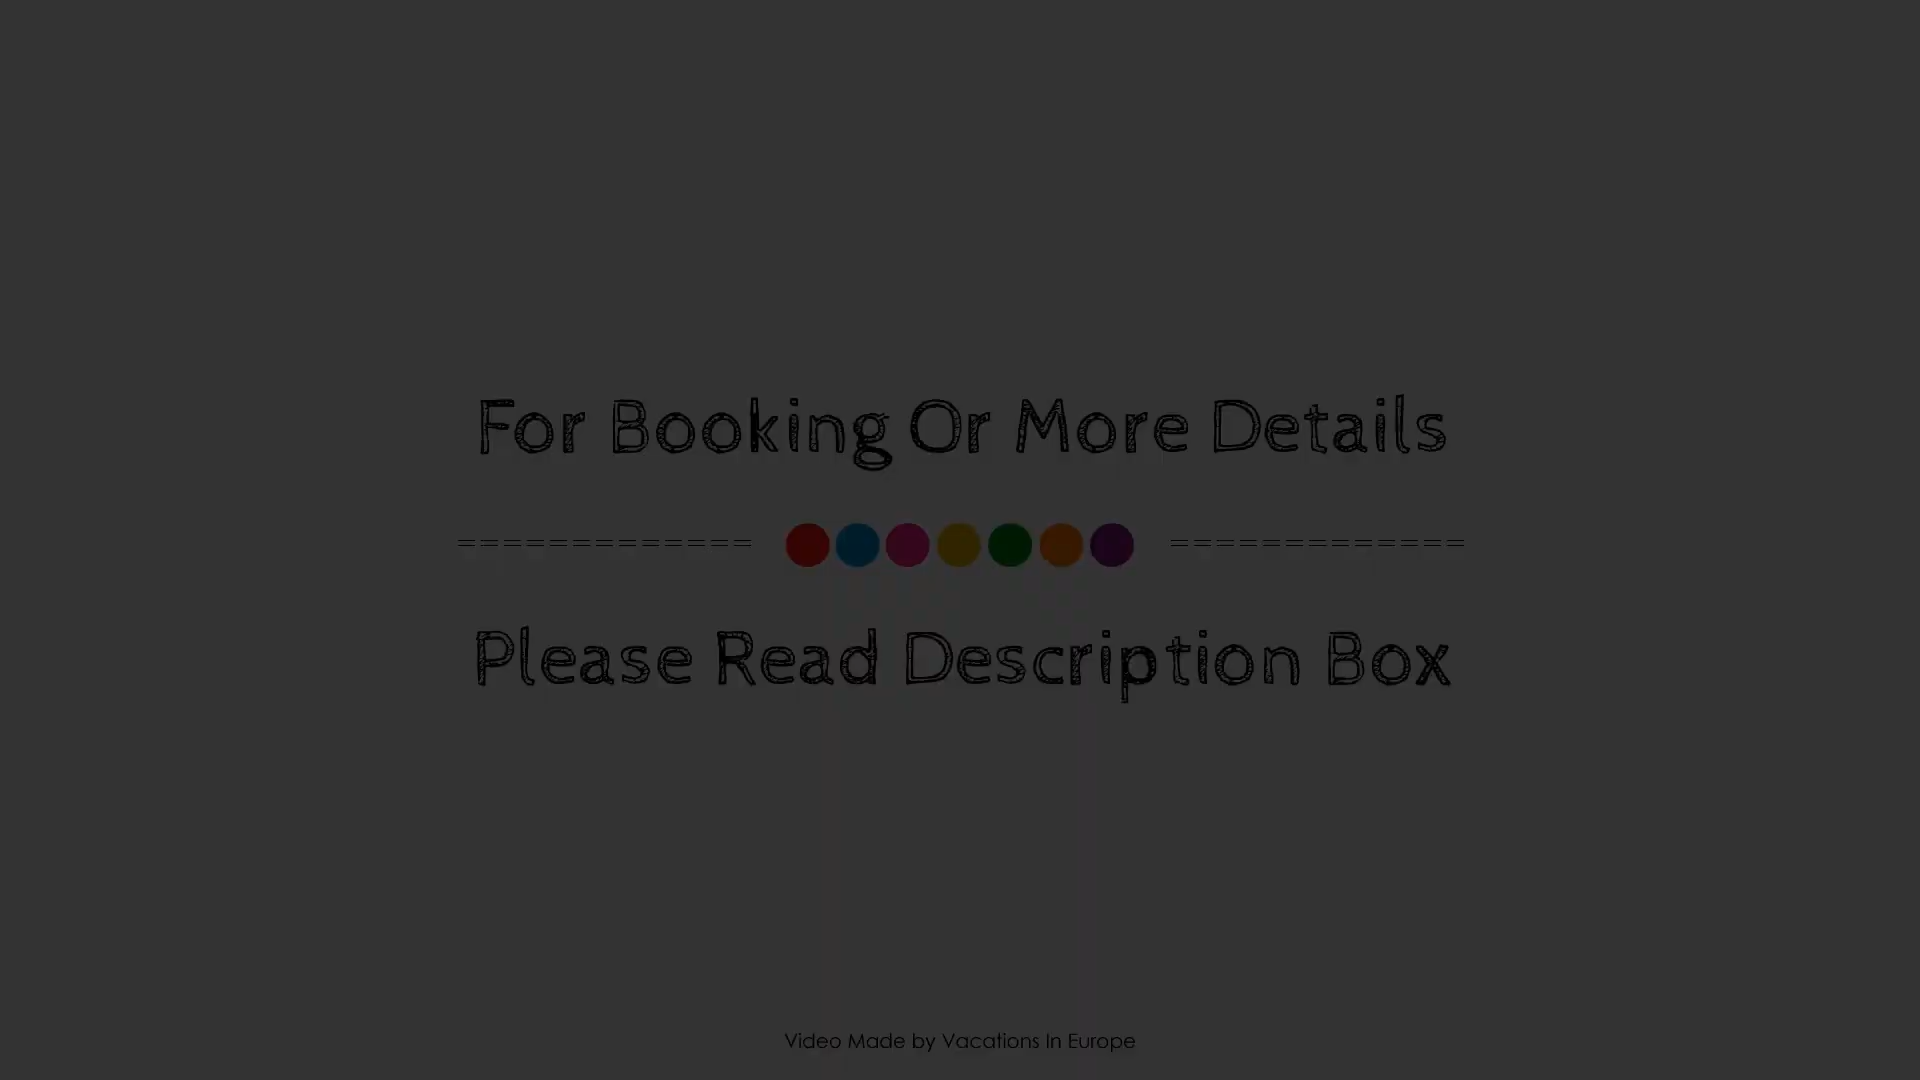 For Booking Or More Details
============= =============
Please Read Description Box
Video Made by Vacations In Europe